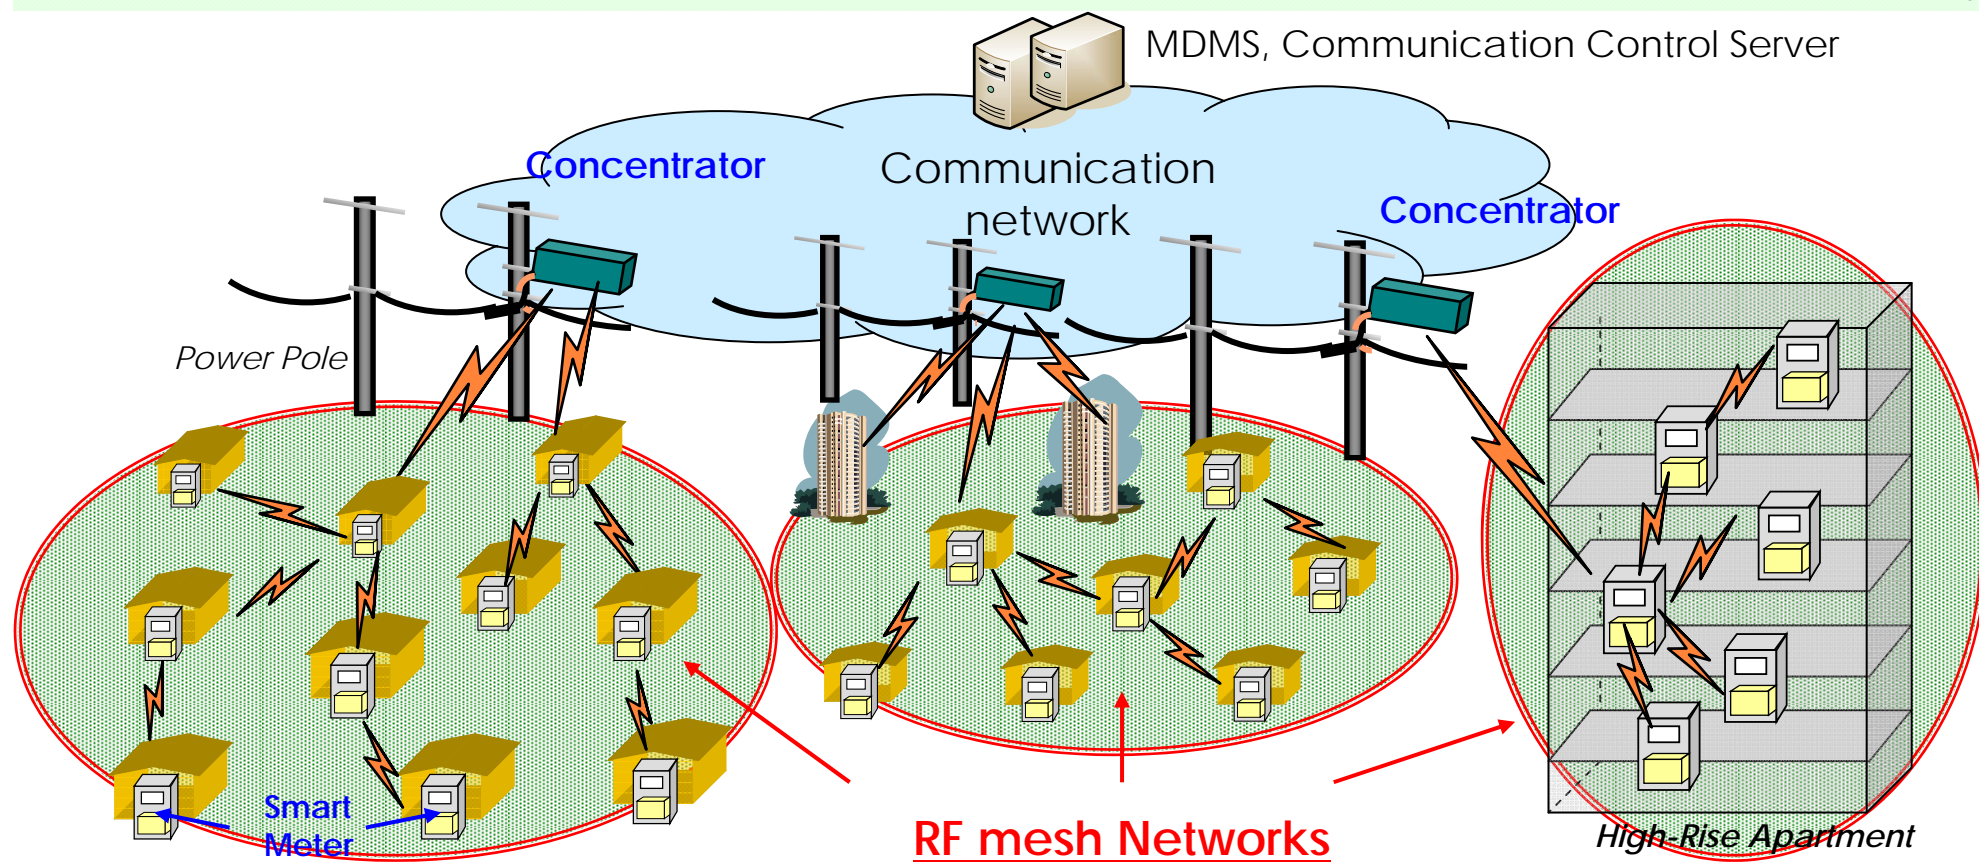 MDMS, Communication Control Server
Concentrator
Communication
network
Concentrator
Power Pole
Smart
Meter
RF mesh Networks
High-Rise Apartment